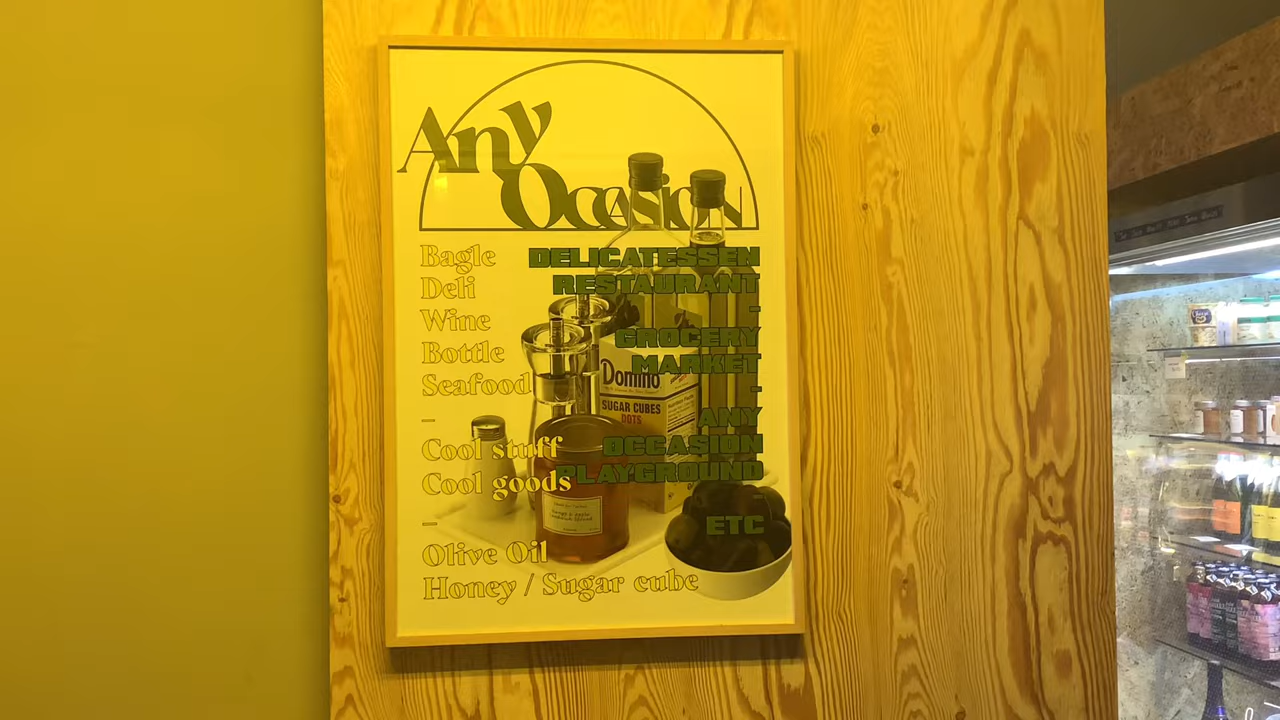 Any
Occasion
Bagle
Deli
Wine
Bottle
Seafood
-
Cool stuff
Cool goods
-
Olive Oil
Honey / Sugar cube
DELICATESSEN
RESTAURANT
-
GROCERY
MARKET
-
ANY
OCCASION
PLAYGROUND
-
ETC
Domino
SUGAR CUBES
DOTS